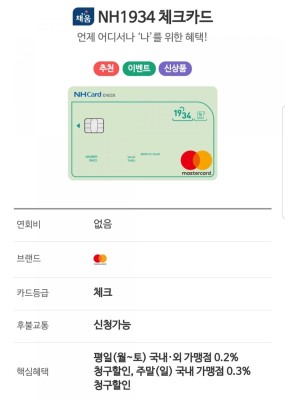 채움 NH1934 체크카드
언제 어디서나 '나'를 위한 혜택!
추천 이벤트 신상품
NHCard CHECK
1934
mastercard
연회비 없음
브랜드
카드등급 체크
후불교통 신청가능
핵심혜택 평일(월~토) 국내·외 가맹점 0.2%
청구할인, 주말(일) 국내 가맹점 0.3%
청구할인